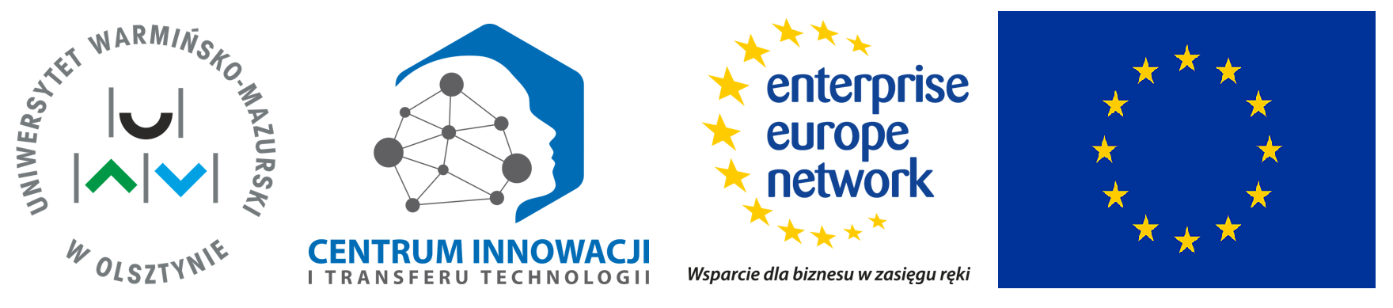 UNIWERSYTET WARMIŃSKO-MAZURSKI
W OLSZTYNIE
CENTRUM INNOWACJI
I TRANSFERU TECHNOLOGII
enterprise
europe
network
Wsparcie dla biznesu w zasięgu ręki